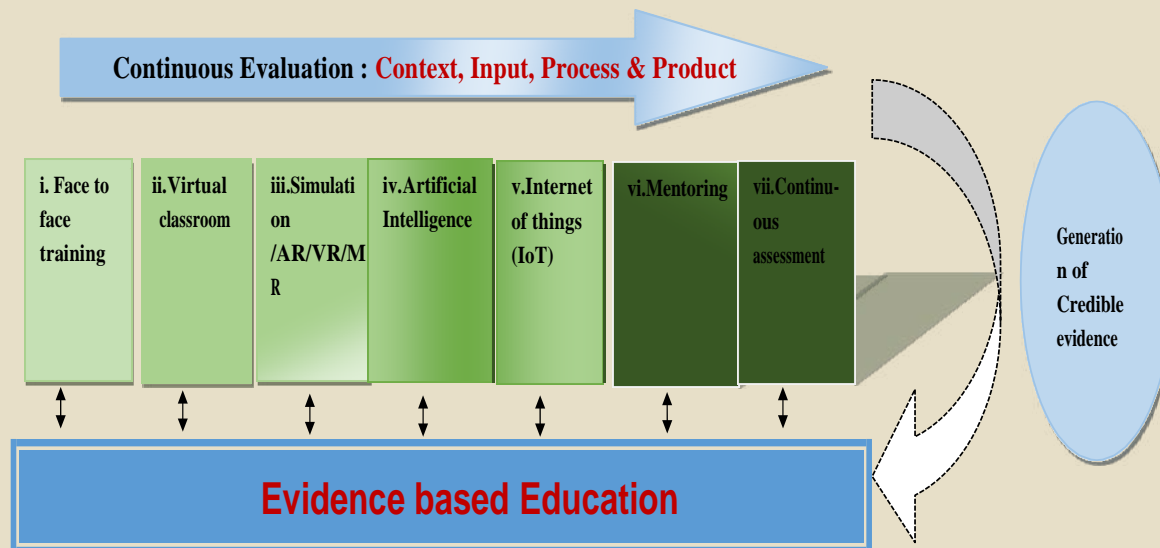 Continuous Evaluation : Context, Input, Process & Product
i. Face to
face
training
ii.Virtual
classroom
iii.Simulati
on
/AR/VR/M
R
iv.Artificial
Intelligence
v.Internet
of things
(IoT)
vi.Mentoring
vii.Continu-
ous
assessment
Generatio
n of
Credible
evidence
Evidence based Education